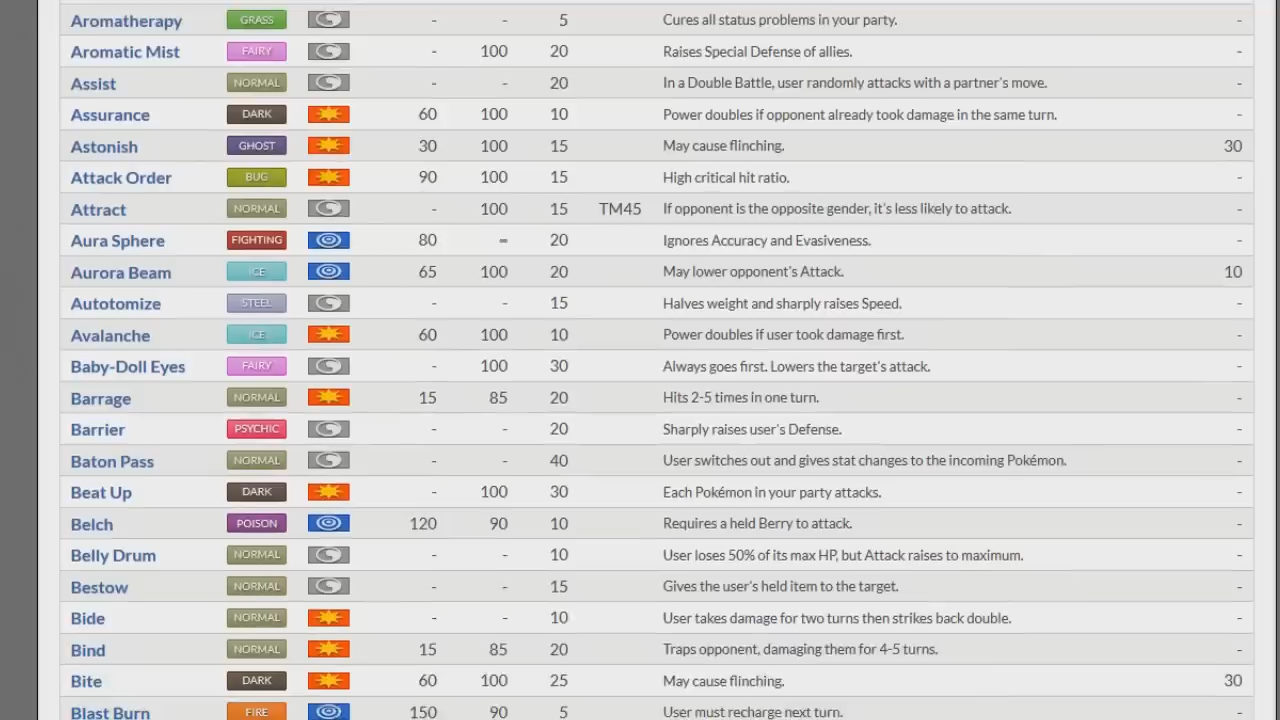 Aromatherapy GRASS - - 5 Cures all status problems in your party. -
Aromatic Mist FAIRY - 100 20 Raises Special Defense of allies. -
Assist NORMAL - - 20 In a Double Battle, user randomly attacks with a partner's move. -
Assurance DARK 60 100 10 Power doubles if opponent already took damage in the same turn. -
Astonish GHOST 30 100 15 May cause flinching. 30
Attack Order BUG 90 100 15 High critical hit ratio. -
Attract NORMAL - 100 15 TM45 If opponent is the opposite gender, it's less likely to attack. -
Aura Sphere FIGHTING 80 ∞ 20 Ignores Accuracy and Evasiveness. -
Aurora Beam ICE 65 100 20 May lower opponent's Attack. 10
Autotomize STEEL - - 15 Halves weight and sharply raises Speed. -
Avalanche ICE 60 100 10 Power doubles if user took damage first. -
Baby-Doll Eyes FAIRY - 100 30 Always goes first. Lowers the target's attack. -
Barrage NORMAL 15 85 20 Hits 2-5 times in one turn. -
Barrier PSYCHIC - - 20 Sharply raises user's Defense. -
Baton Pass NORMAL - - 40 User switches out and gives stat changes to the incoming Pokémon. -
Beat Up DARK - 100 30 Each Pokémon in your party attacks. -
Belch POISON 120 90 10 Requires a held Berry to attack. -
Belly Drum NORMAL - - 10 User loses 50% of its max HP, but Attack raises to maximum. -
Bestow NORMAL - - 15 Gives the user's held item to the target. -
Bide NORMAL - - 10 User takes damage for two turns then strikes back double. -
Bind NORMAL 15 85 20 Traps opponent, damaging them for 4-5 turns. -
Bite DARK 60 100 25 May cause flinching. 30
Blast Burn FIRE 150 90 5 User must recharge next turn. -